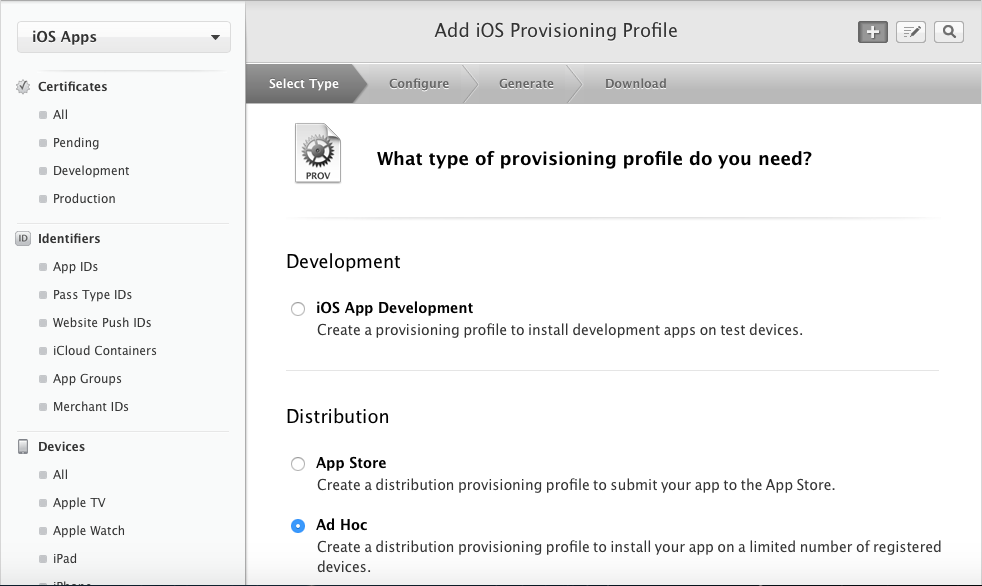 iOS Apps
Add iOS Provisioning Profile
Select Type
Configure
Generate
Download
Certificates
All
Pending
Development
Production
Identifiers
ID
App IDs
Pass Type IDs
Website Push IDs
iCloud Containers
App Groups
Merchant IDs
Devices
All
Apple TV
Apple Watch
iPad
iPhone
PROV
What type of provisioning profile do you need?
Development
iOS App Development
Create a provisioning profile to install development apps on test devices.
Distribution
App Store
Create a distribution provisioning profile to submit your app to the App Store.
Ad Hoc
Create a distribution provisioning profile to install your app on a limited number of registered
devices.